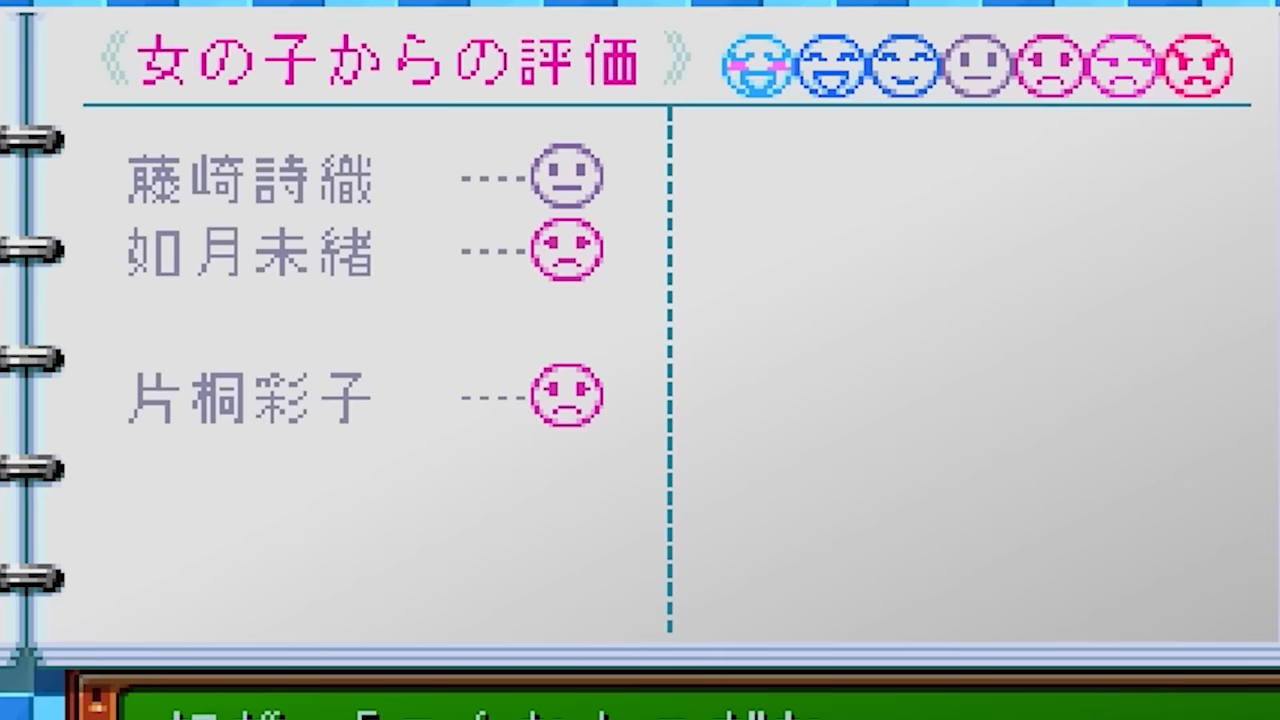 《女の子からの評価》
藤崎詩織 ----
如月未緒 ----
片桐彩子 ----